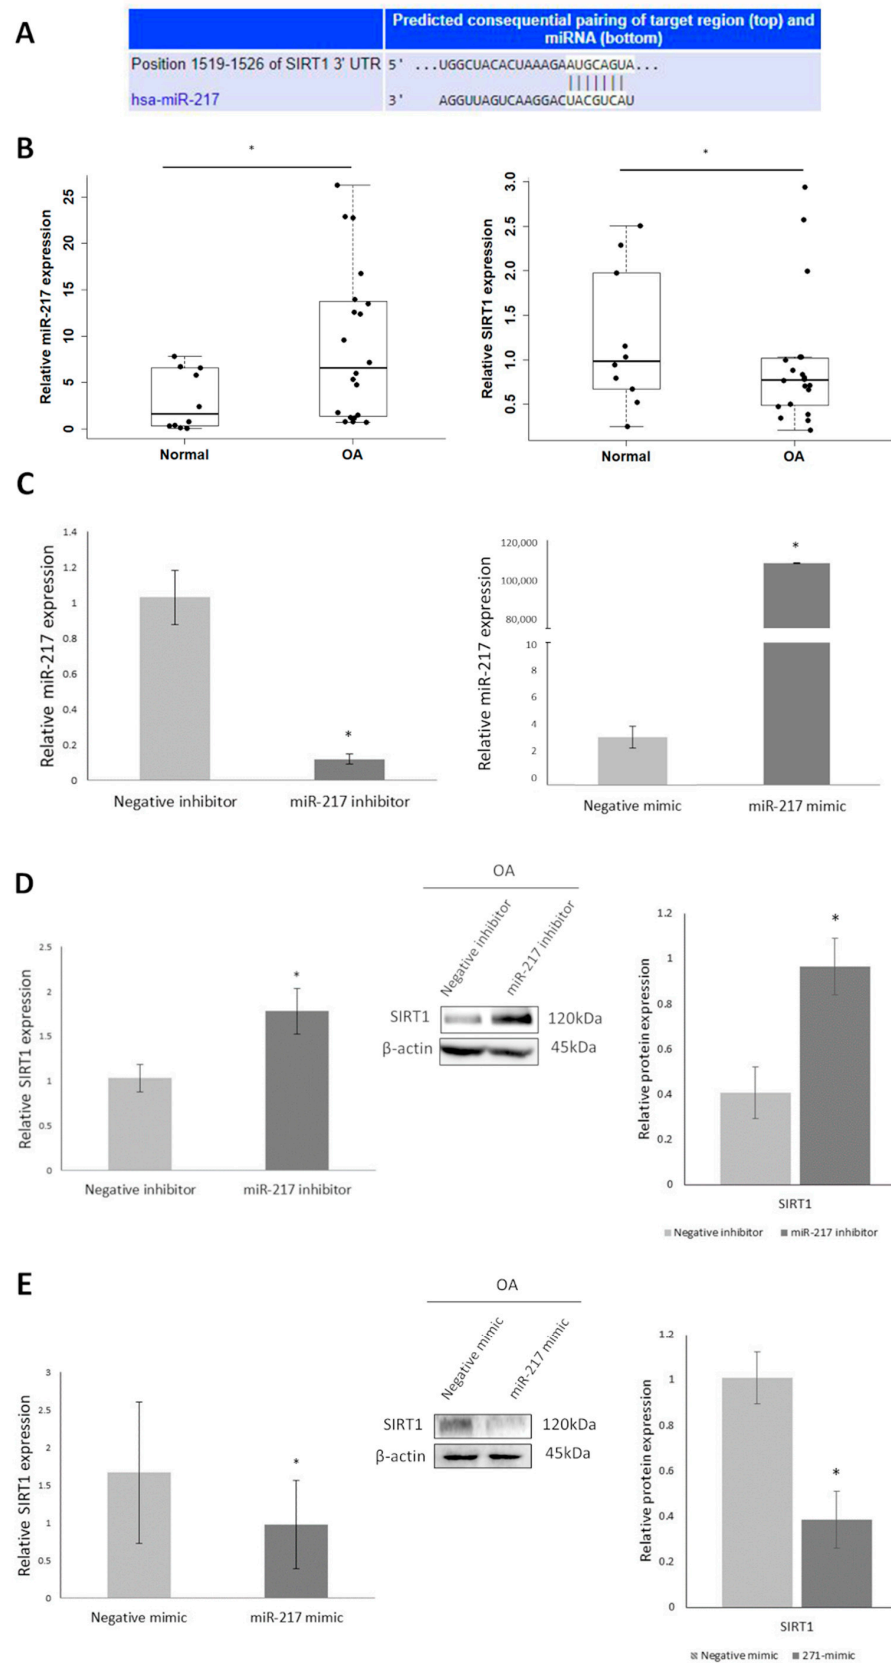 A
Predicted consequential pairing of target region (top) and
miRNA (bottom)
Position 1519-1526 of SIRT1 3' UTR 5' ...UGGCUACACUAAAGAAUGCAGUA...
hsa-miR-217 3' AGGUUAGUCAAGGACUACGUCAU
B
*
Relative miR-217 expression
25
20
15
10
5
0
Normal OA
*
Relative SIRT1 expression
3.0
2.5
2.0
1.5
1.0
0.5
Normal OA
C
Relative miR-217 expression
1.4
1.2
1
0.8
0.6
0.4
0.2
0
*
Negative inhibitor miR-217 inhibitor
Relative miR-217 expression
120,000
100,000
80,000
10
8
6
4
2
0
*
Negative mimic miR-217 mimic
D
Relative SIRT1 expression
2.5
2
1.5
1
0.5
0
*
Negative inhibitor miR-217 inhibitor
OA
Negative inhibitor
miR-217 inhibitor
SIRT1 120kDa
β-actin 45kDa
Relative protein expression
1.2
1
0.8
0.6
0.4
0.2
0
*
SIRT1
Negative inhibitor miR-217 inhibitor
E
Relative SIRT1 expression
3
2.5
2
1.5
1
0.5
0
*
Negative mimic miR-217 mimic
OA
Negative mimic
miR-217 mimic
SIRT1 120kDa
β-actin 45kDa
Relative protein expression
1.2
1
0.8
0.6
0.4
0.2
0
*
SIRT1
Negative mimic 271-mimic